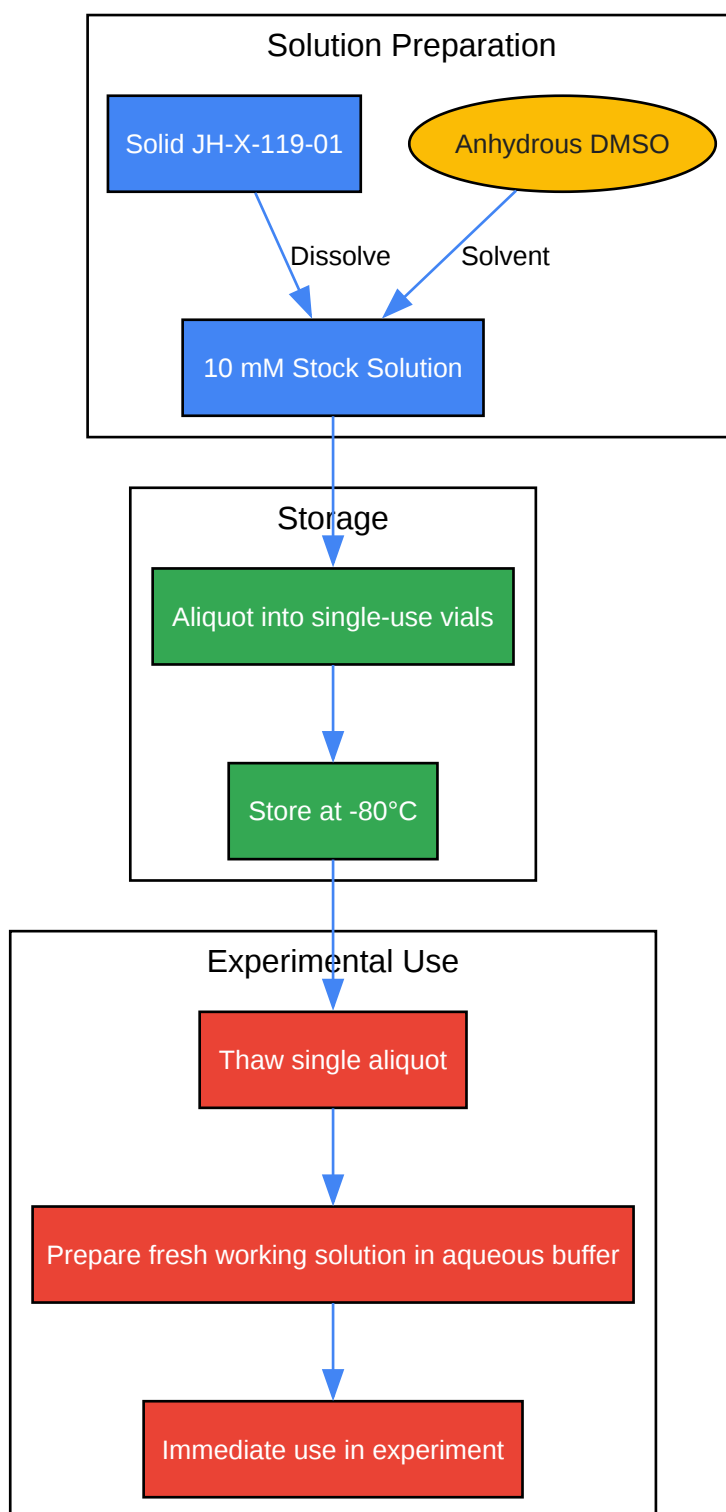 Solution Preparation
Solid JH-X-119-01
Anhydrous DMSO
Dissolve
Solvent
10 mM Stock Solution
Storage
Aliquot into single-use vials
Store at -80°C
Experimental Use
Thaw single aliquot
Prepare fresh working solution in aqueous buffer
Immediate use in experiment